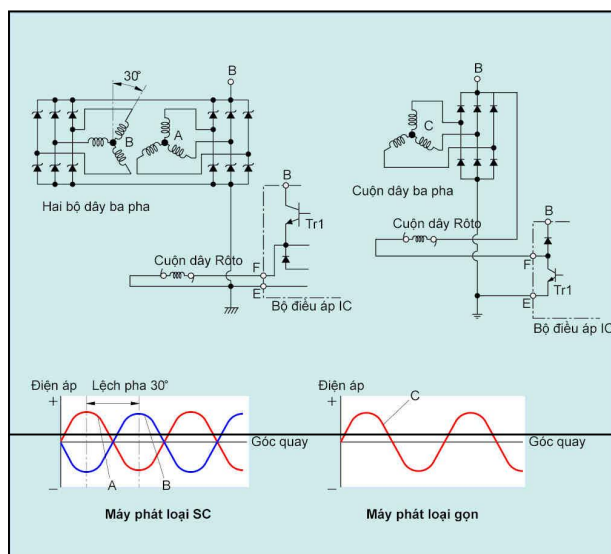 B
30°
B
A
B
C
Hai bộ dây ba pha
Cuộn dây ba pha
B
Tr1
Cuộn dây Rôto
F
E
Bộ điều áp IC
Cuộn dây Rôto
B
F
E
Tr1
Bộ điều áp IC
Điện áp
Lệch pha 30°
+
Góc quay
–
A
B
Máy phát loại SC
Điện áp
+
C
Góc quay
–
Máy phát loại gọn